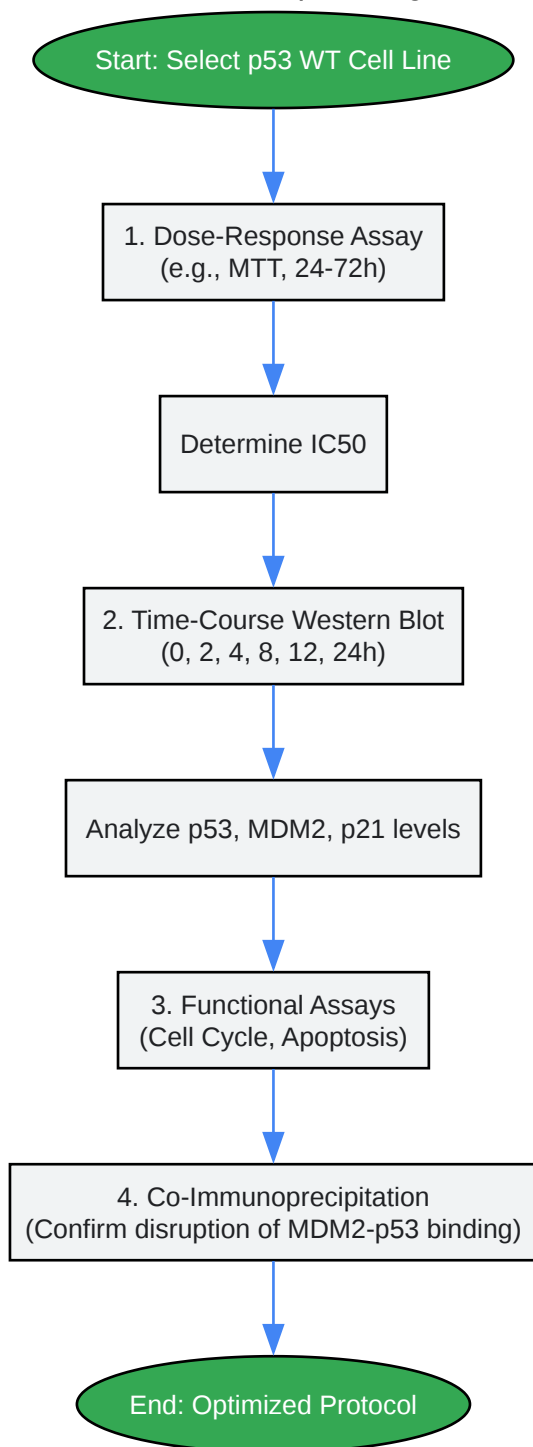 Start: Select p53 WT Cell Line
1. Dose-Response Assay
(e.g., MTT, 24-72h)
Determine IC50
2. Time-Course Western Blot
(0, 2, 4, 8, 12, 24h)
Analyze p53, MDM2, p21 levels
3. Functional Assays
(Cell Cycle, Apoptosis)
4. Co-Immunoprecipitation
(Confirm disruption of MDM2-p53 binding)
End: Optimized Protocol